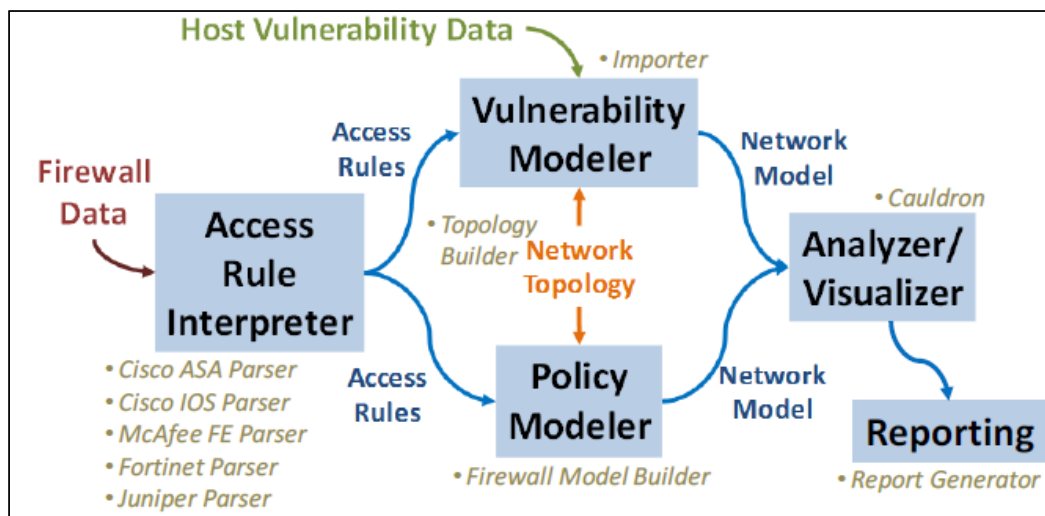 Host Vulnerability Data
• Importer
Vulnerability
Modeler
Access
Rules
Network
Model
Firewall
Data
• Cauldron
Access
Rule
Interpreter
• Topology
Builder
Network
Topology
Analyzer/
Visualizer
• Cisco ASA Parser
• Cisco IOS Parser
• McAfee FE Parser
• Fortinet Parser
• Juniper Parser
Access
Rules
Policy
Modeler
Network
Model
• Firewall Model Builder
Reporting
• Report Generator